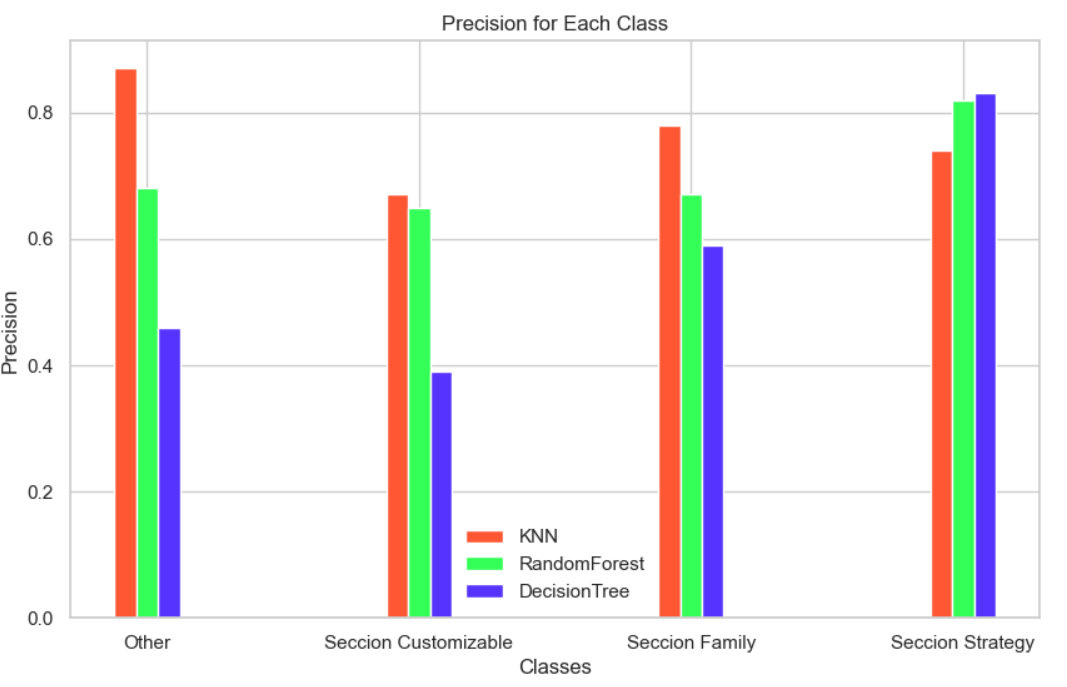 Precision for Each Class
Precision
0.8
0.6
0.4
0.2
0.0
KNN
RandomForest
DecisionTree
Other
Seccion Customizable
Seccion Family
Seccion Strategy
Classes